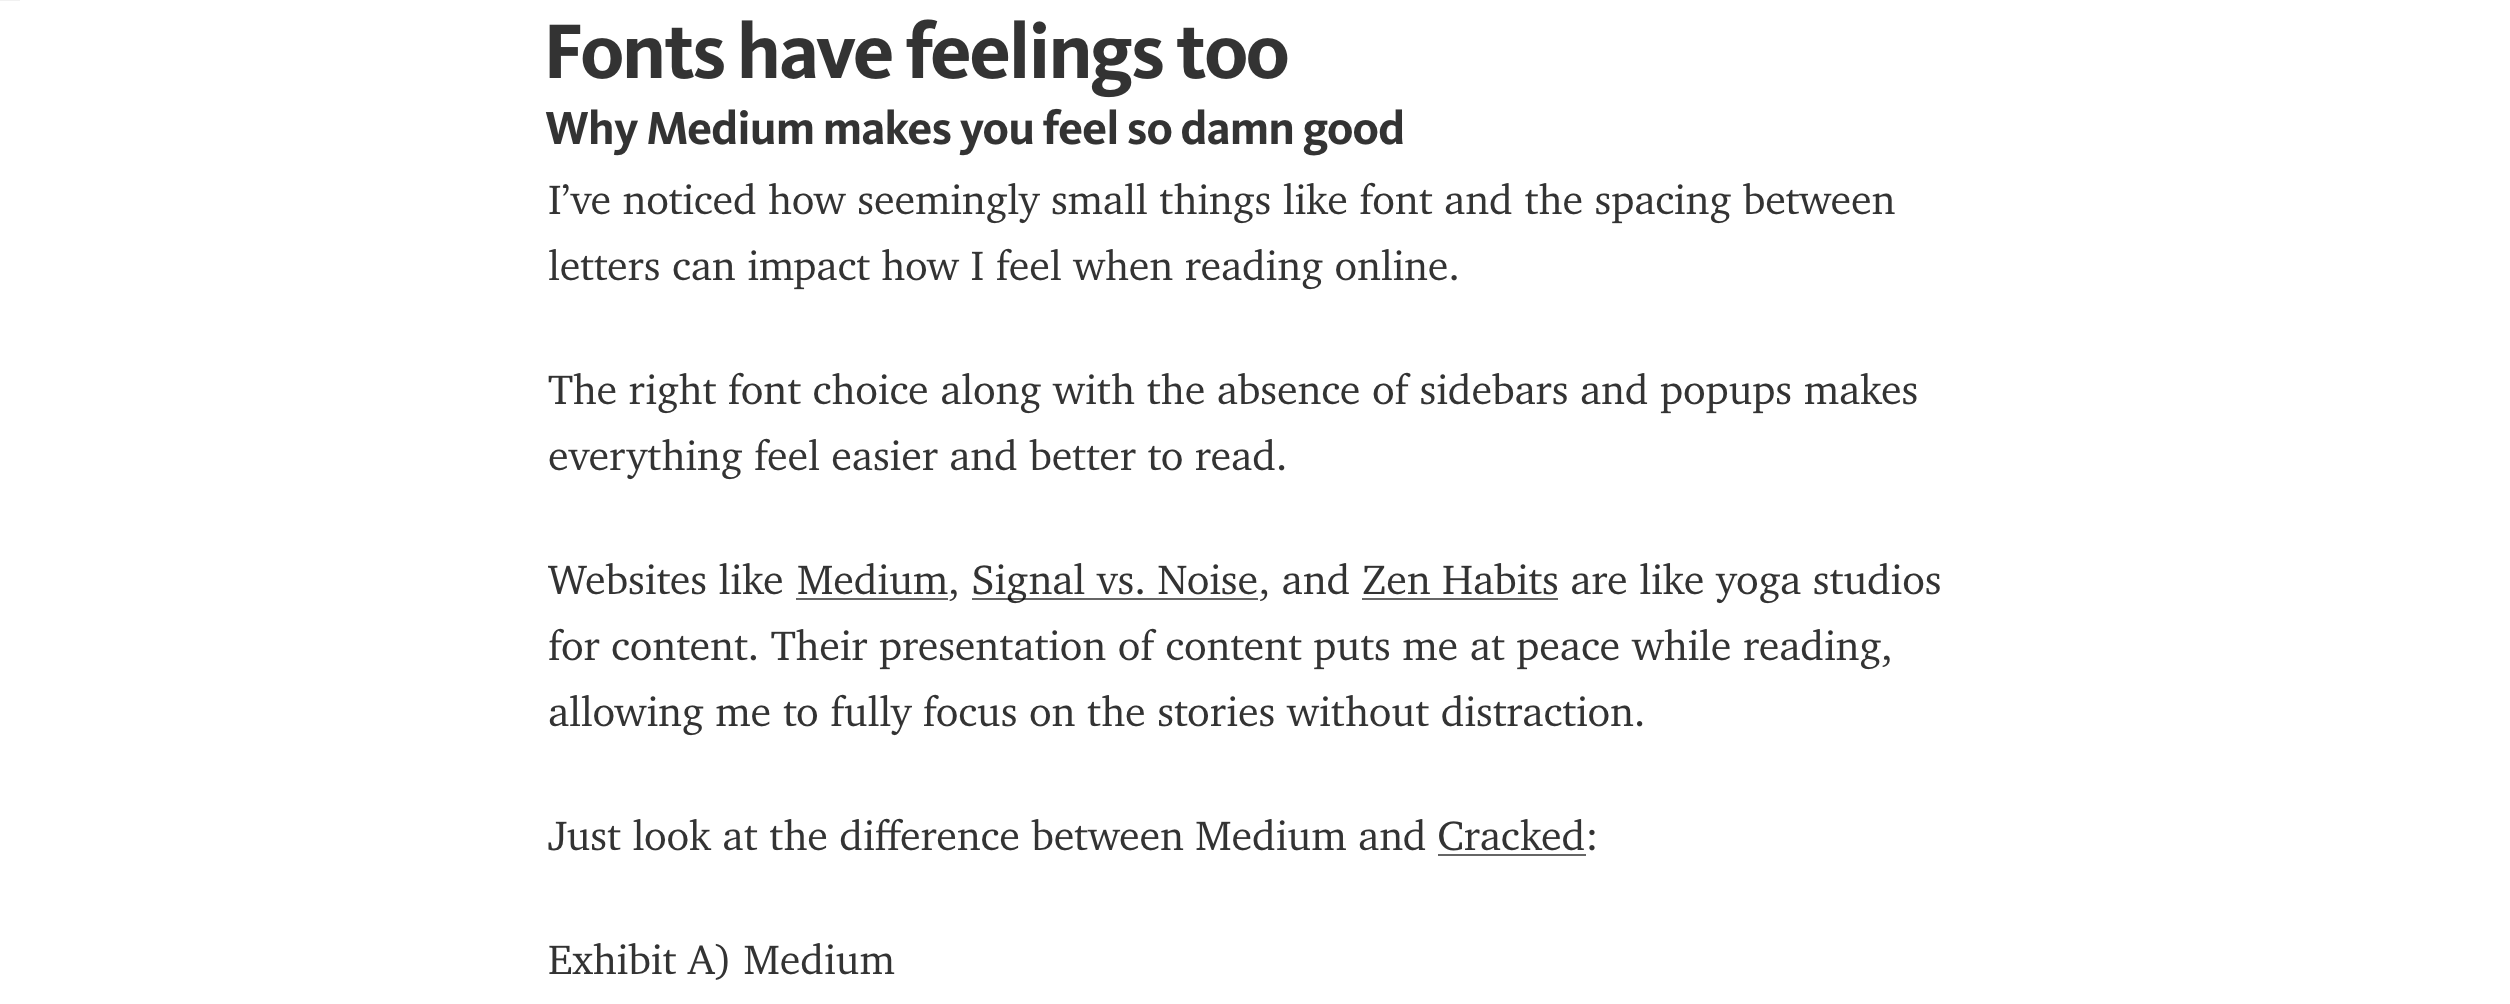 Fonts have feelings too
Why Medium makes you feel so damn good
I’ve noticed how seemingly small things like font and the spacing between
letters can impact how I feel when reading online.
The right font choice along with the absence of sidebars and popups makes
everything feel easier and better to read.
Websites like Medium, Signal vs. Noise, and Zen Habits are like yoga studios
for content. Their presentation of content puts me at peace while reading,
allowing me to fully focus on the stories without distraction.
Just look at the difference between Medium and Cracked:
Exhibit A) Medium